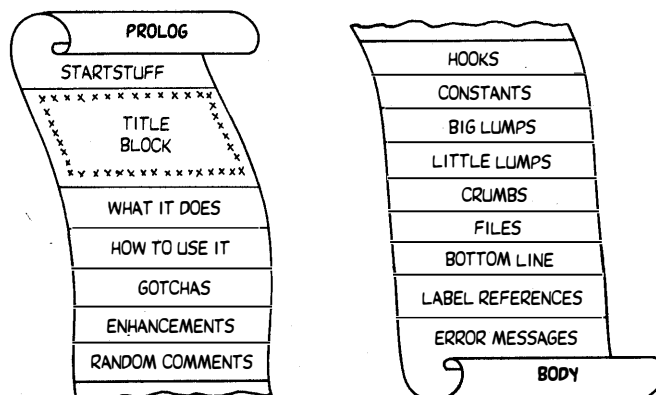 PROLOG
STARTSTUFF
TITLE
BLOCK
WHAT IT DOES
HOW TO USE IT
GOTCHAS
ENHANCEMENTS
RANDOM COMMENTS
HOOKS
CONSTANTS
BIG LUMPS
LITTLE LUMPS
CRUMBS
FILES
BOTTOM LINE
LABEL REFERENCES
ERROR MESSAGES
BODY